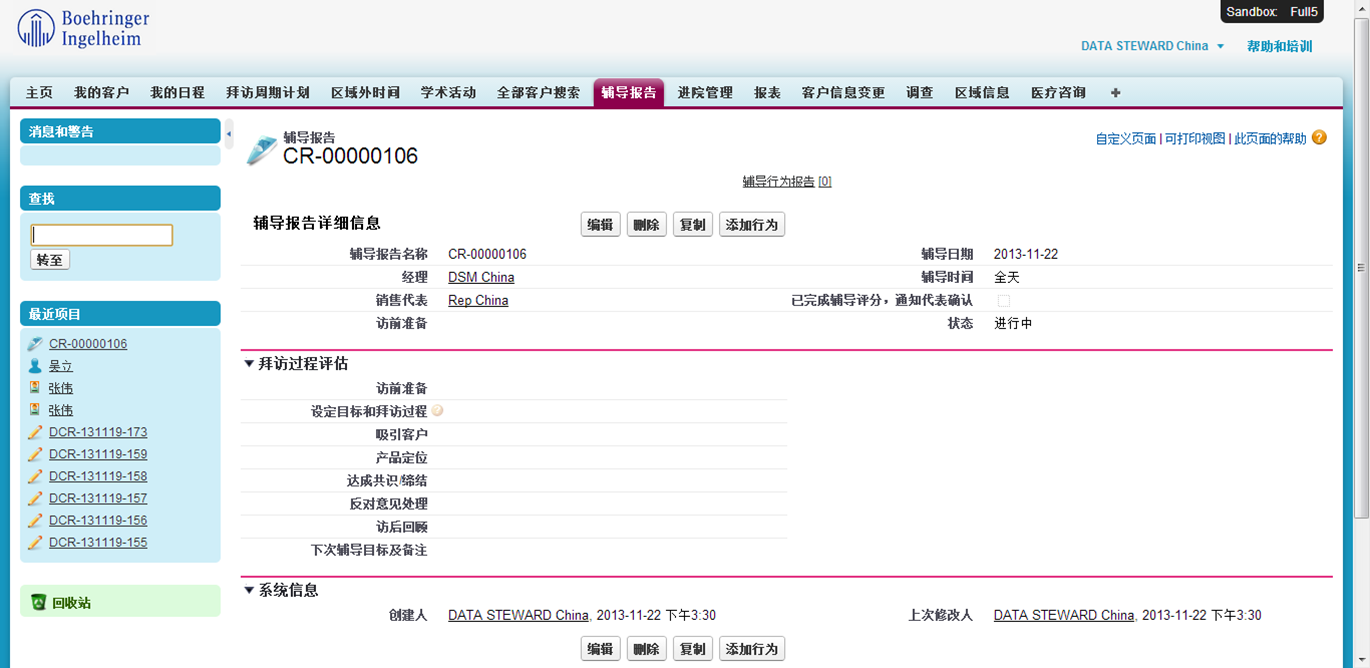 Boehringer
Ingelheim
Sandbox: Full5
DATA STEWARD China 帮助和培训
主页 我的客户 我的日程 拜访周期计划 区域外时间 学术活动 全部客户搜索 辅导报告 进院管理 报表 客户信息变更 调查 区域信息 医疗咨询 +
消息和警告
查找
转至
最近项目
CR-00000106
吴立
张伟
张伟
DCR-131119-173
DCR-131119-159
DCR-131119-158
DCR-131119-157
DCR-131119-156
DCR-131119-155
回收站
辅导报告
CR-00000106
自定义页面 | 可打印视图 | 此页面的帮助 ?
辅导行为报告 [0]
辅导报告详细信息 编辑 删除 复制 添加行为
辅导报告名称 CR-00000106 辅导日期 2013-11-22
经理 DSM China 辅导时间 全天
销售代表 Rep China 已完成辅导评分，通知代表确认
访前准备 状态 进行中
拜访过程评估
访前准备
设定目标和拜访过程 ?
吸引客户
产品定位
达成共识/缔结
反对意见处理
访后回顾
下次辅导目标及备注
系统信息
创建人 DATA STEWARD China, 2013-11-22 下午3:30 上次修改人 DATA STEWARD China, 2013-11-22 下午3:30
编辑 删除 复制 添加行为